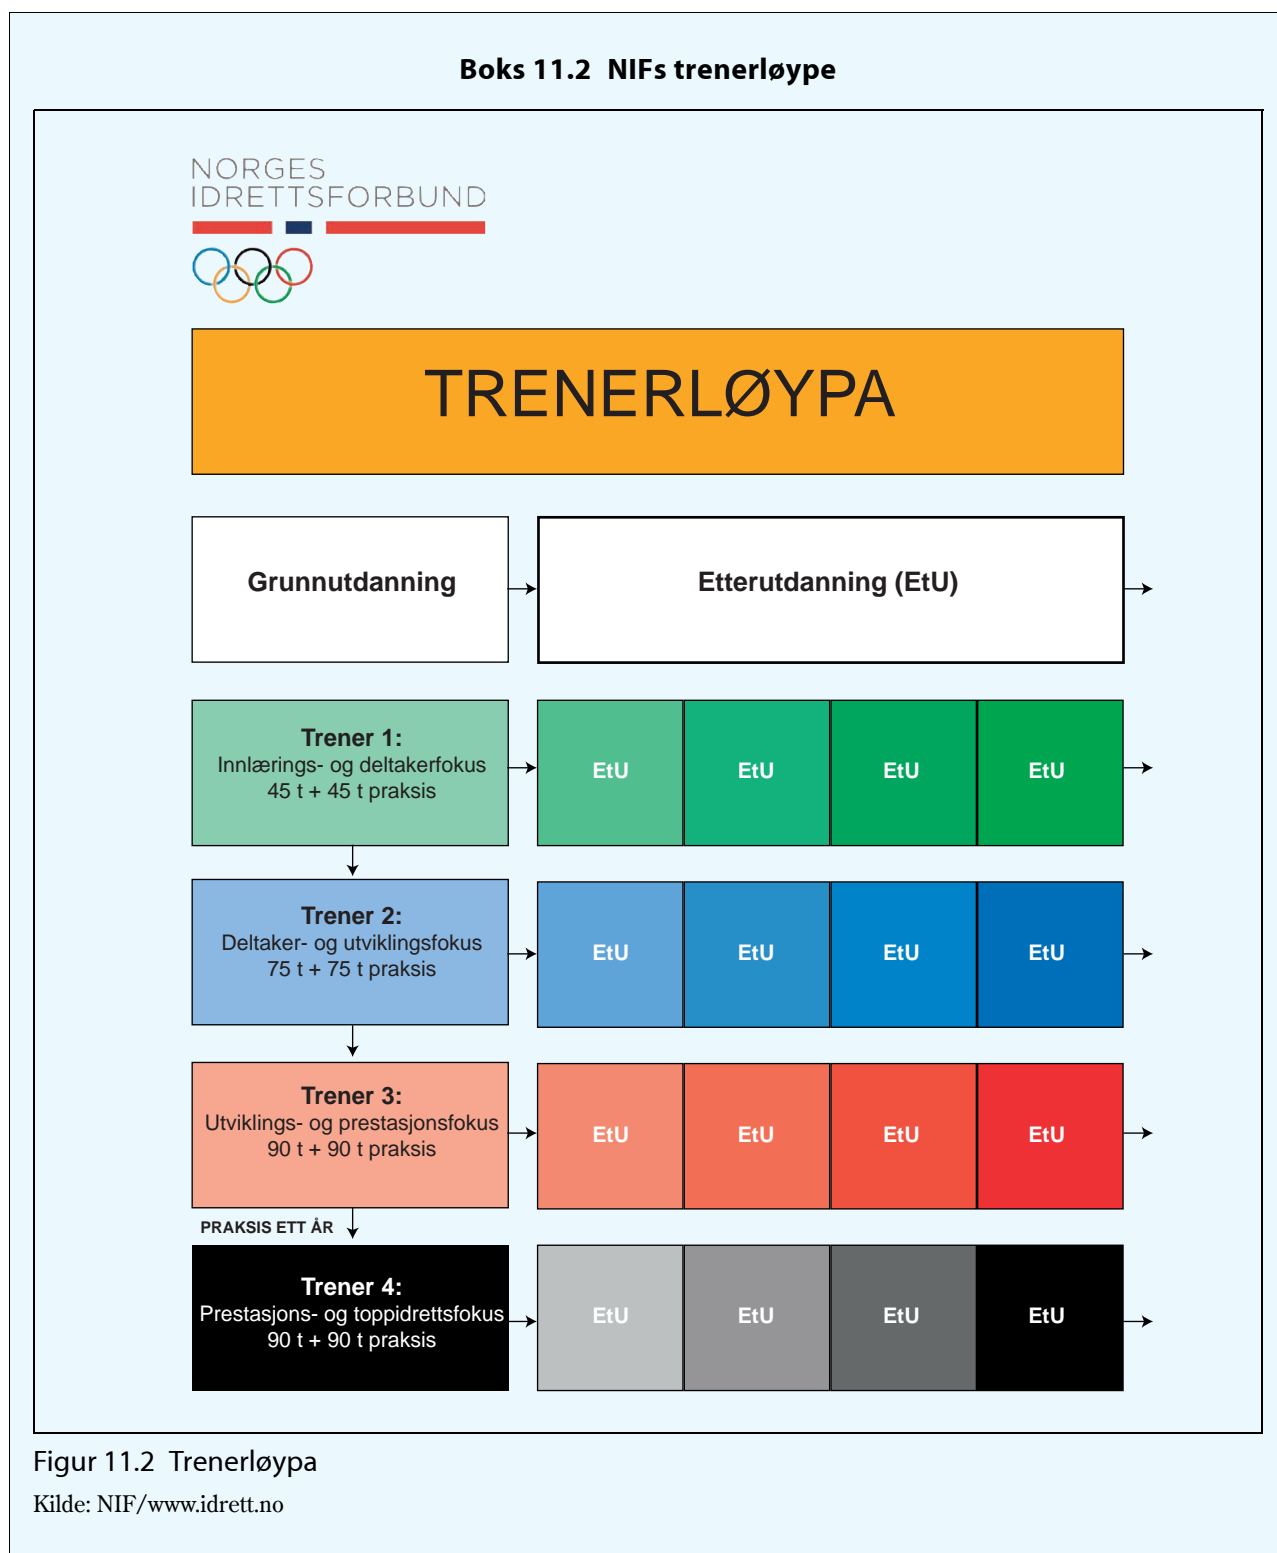 Boks 11.2 NIFs trenerløype
NORGES
IDRETTSFORBUND
TRENERLØYPA
Grunnutdanning
Etterutdanning (EtU)
Trener 1:
Innlærings- og deltakerfokus
45 t + 45 t praksis
EtU
EtU
EtU
EtU
Trener 2:
Deltaker- og utviklingsfokus
75 t + 75 t praksis
EtU
EtU
EtU
EtU
Trener 3:
Utviklings- og prestasjonsfokus
90 t + 90 t praksis
EtU
EtU
EtU
EtU
PRAKSIS ETT ÅR
Trener 4:
Prestasjons- og toppidrettsfokus
90 t + 90 t praksis
EtU
EtU
EtU
EtU
Figur 11.2 Trenerløypa
Kilde: NIF/www.idrett.no